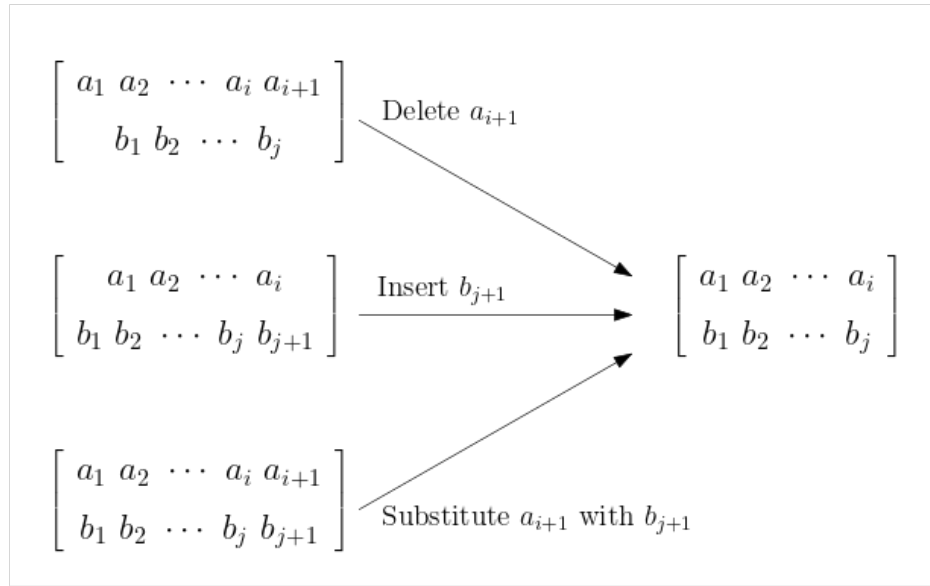 a₁ a₂ ⋯ aᵢ aᵢ₊₁
b₁ b₂ ⋯ bⱼ
Delete aᵢ₊₁
a₁ a₂ ⋯ aᵢ
b₁ b₂ ⋯ bⱼ bⱼ₊₁
Insert bⱼ₊₁
a₁ a₂ ⋯ aᵢ
b₁ b₂ ⋯ bⱼ
a₁ a₂ ⋯ aᵢ aᵢ₊₁
b₁ b₂ ⋯ bⱼ bⱼ₊₁
Substitute aᵢ₊₁ with bⱼ₊₁